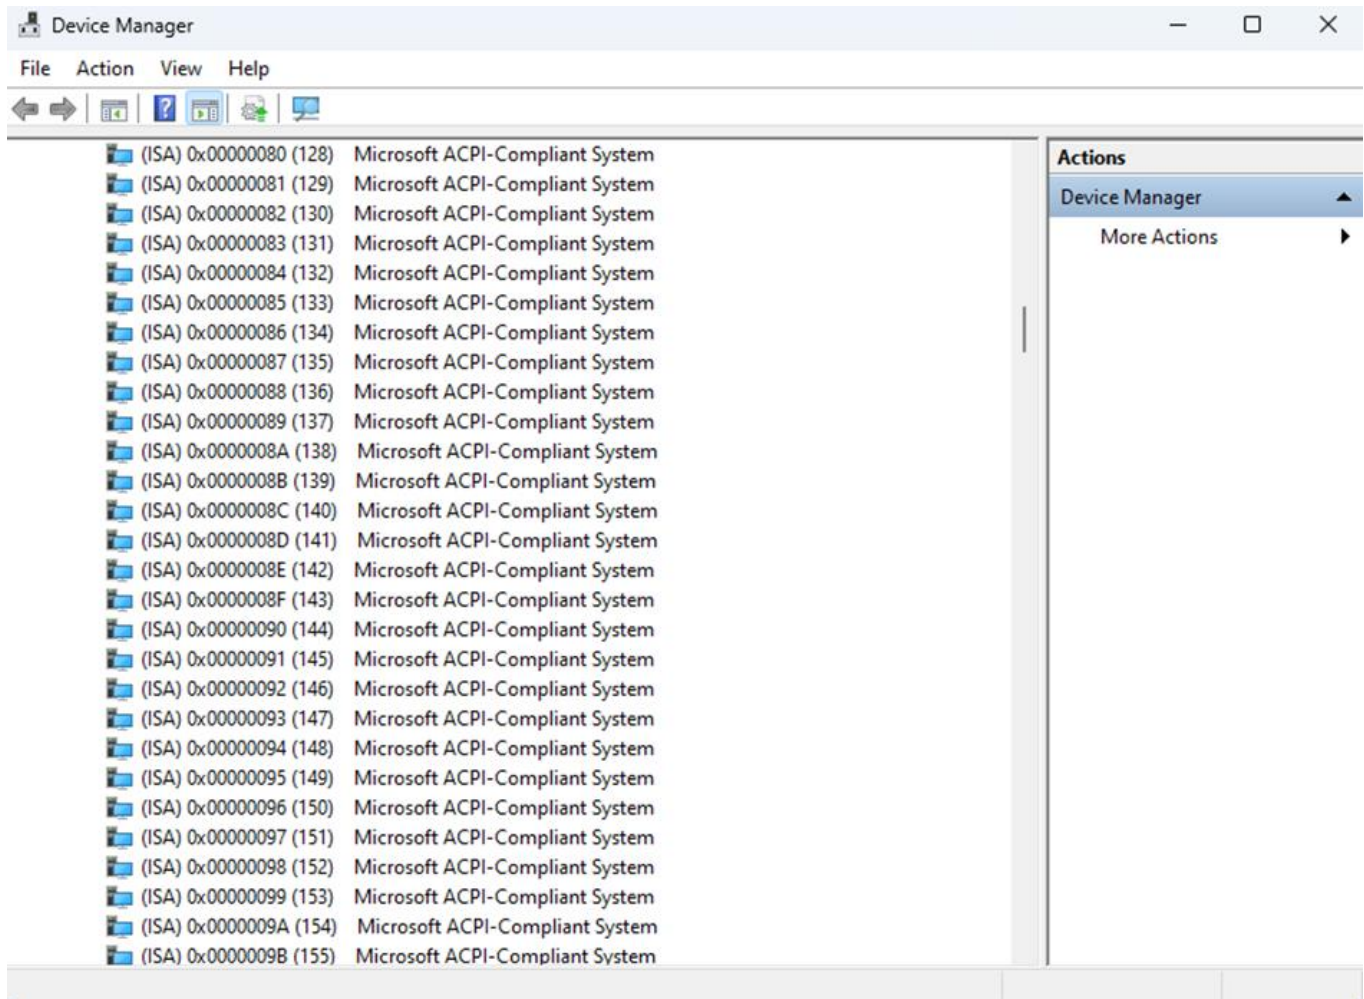 Device Manager
File Action View Help
(ISA) 0x00000080 (128) Microsoft ACPI-Compliant System
(ISA) 0x00000081 (129) Microsoft ACPI-Compliant System
(ISA) 0x00000082 (130) Microsoft ACPI-Compliant System
(ISA) 0x00000083 (131) Microsoft ACPI-Compliant System
(ISA) 0x00000084 (132) Microsoft ACPI-Compliant System
(ISA) 0x00000085 (133) Microsoft ACPI-Compliant System
(ISA) 0x00000086 (134) Microsoft ACPI-Compliant System
(ISA) 0x00000087 (135) Microsoft ACPI-Compliant System
(ISA) 0x00000088 (136) Microsoft ACPI-Compliant System
(ISA) 0x00000089 (137) Microsoft ACPI-Compliant System
(ISA) 0x0000008A (138) Microsoft ACPI-Compliant System
(ISA) 0x0000008B (139) Microsoft ACPI-Compliant System
(ISA) 0x0000008C (140) Microsoft ACPI-Compliant System
(ISA) 0x0000008D (141) Microsoft ACPI-Compliant System
(ISA) 0x0000008E (142) Microsoft ACPI-Compliant System
(ISA) 0x0000008F (143) Microsoft ACPI-Compliant System
(ISA) 0x00000090 (144) Microsoft ACPI-Compliant System
(ISA) 0x00000091 (145) Microsoft ACPI-Compliant System
(ISA) 0x00000092 (146) Microsoft ACPI-Compliant System
(ISA) 0x00000093 (147) Microsoft ACPI-Compliant System
(ISA) 0x00000094 (148) Microsoft ACPI-Compliant System
(ISA) 0x00000095 (149) Microsoft ACPI-Compliant System
(ISA) 0x00000096 (150) Microsoft ACPI-Compliant System
(ISA) 0x00000097 (151) Microsoft ACPI-Compliant System
(ISA) 0x00000098 (152) Microsoft ACPI-Compliant System
(ISA) 0x00000099 (153) Microsoft ACPI-Compliant System
(ISA) 0x0000009A (154) Microsoft ACPI-Compliant System
(ISA) 0x0000009B (155) Microsoft ACPI-Compliant System
Actions
Device Manager
More Actions